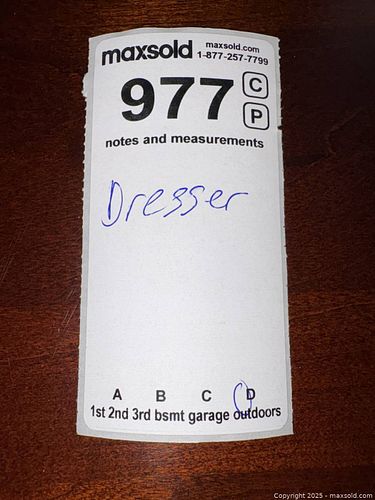 maxsold maxsold.com
1-877-257-7799
977 C
P
notes and measurements
Dresser
A B C D
1st 2nd 3rd bsmt garage outdoors
Copyright 2025 - www.maxsold.com